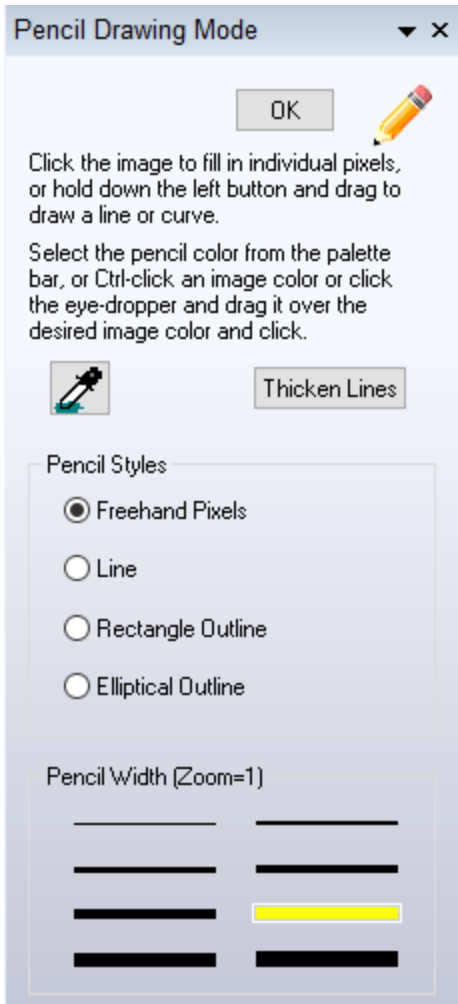 Pencil Drawing Mode
OK
Click the image to fill in individual pixels,
or hold down the left button and drag to
draw a line or curve.
Select the pencil color from the palette
bar, or Ctrl-click an image color or click
the eye-dropper and drag it over the
desired image color and click.
Thicken Lines
Pencil Styles
Freehand Pixels
Line
Rectangle Outline
Elliptical Outline
Pencil Width (Zoom=1)